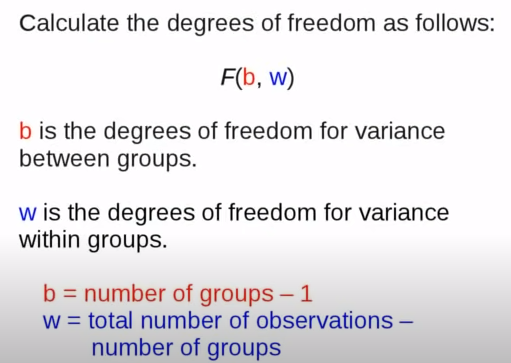 Calculate the degrees of freedom as follows:
F(b, w)
b is the degrees of freedom for variance
between groups.
w is the degrees of freedom for variance
within groups.
b = number of groups – 1
w = total number of observations –
number of groups